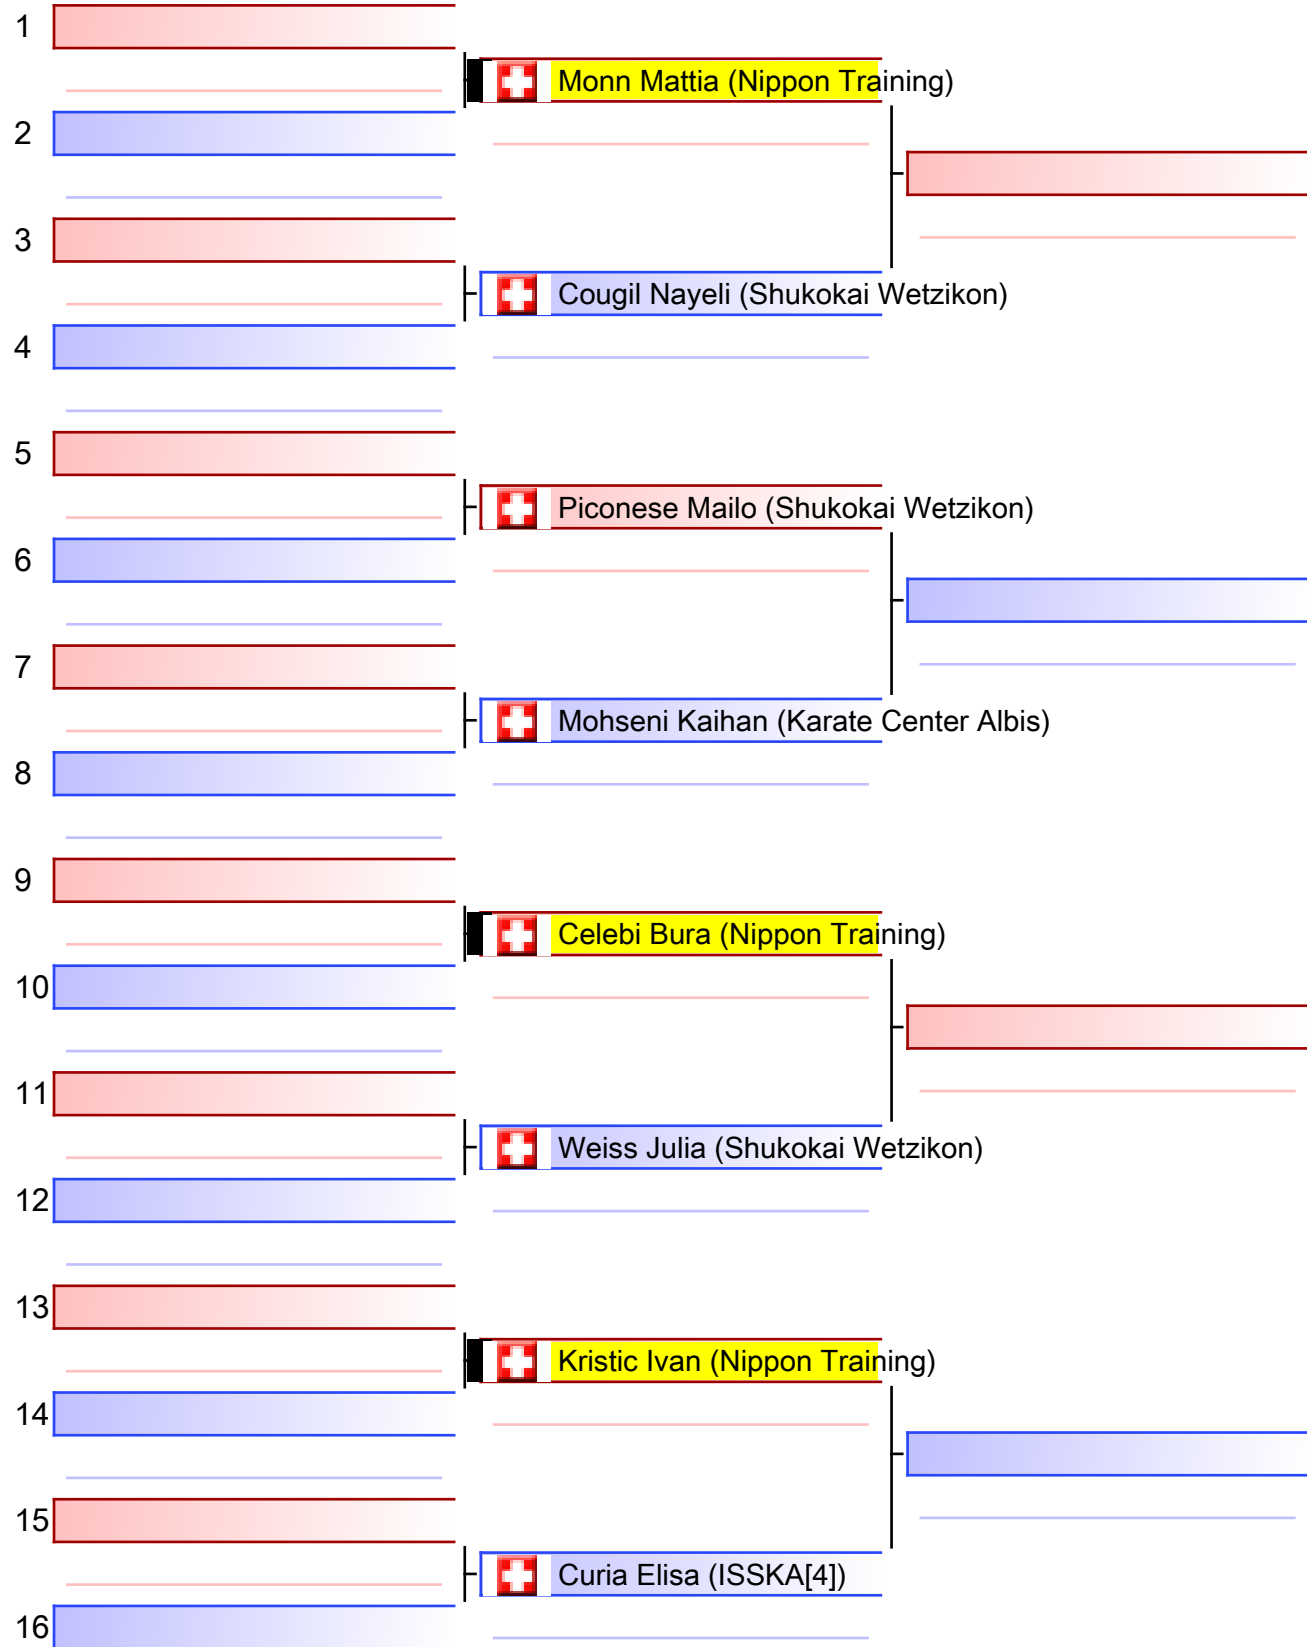 1
Monn Mattia (Nippon Training)
2
3
Cougil Nayeli (Shukokai Wetzikon)
4
5
Piconese Mailo (Shukokai Wetzikon)
6
7
Mohseni Kaihan (Karate Center Albis)
8
9
Celebi Bura (Nippon Training)
10
11
Weiss Julia (Shukokai Wetzikon)
12
13
Kristic Ivan (Nippon Training)
14
15
Curia Elisa (ISSKA[4])
16